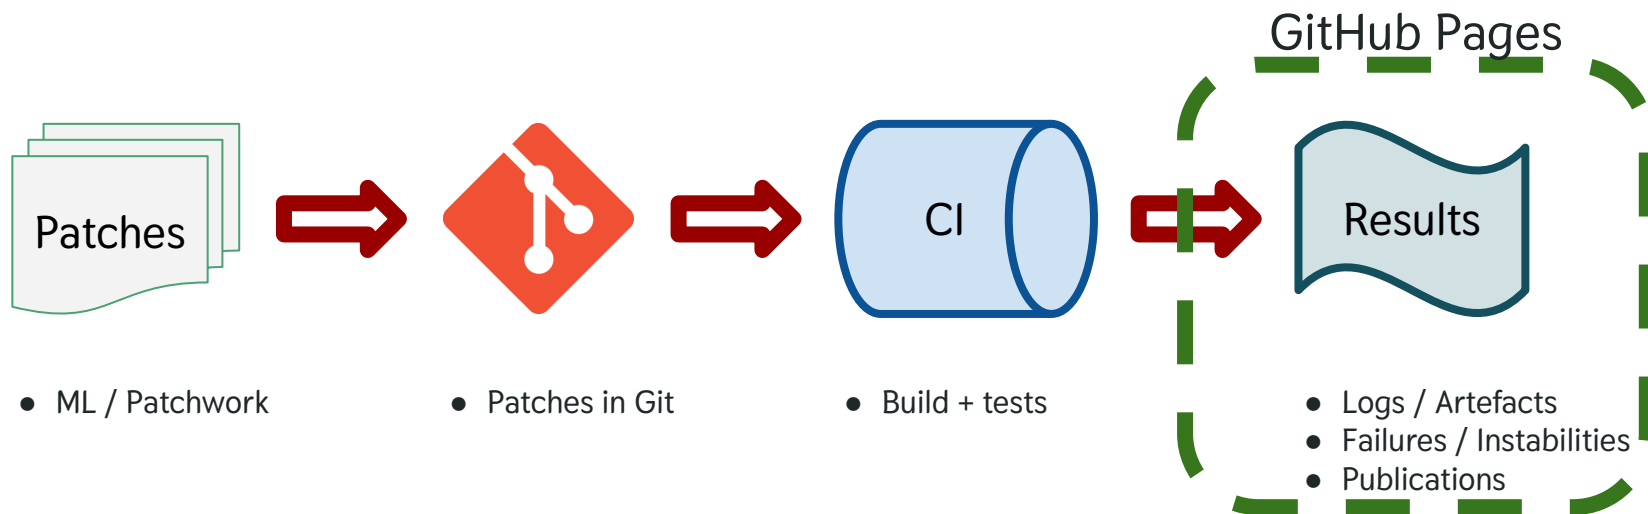 GitHub Pages
Patches
CI
Results
● ML / Patchwork
● Patches in Git
● Build + tests
● Logs / Artefacts
● Failures / Instabilities
● Publications